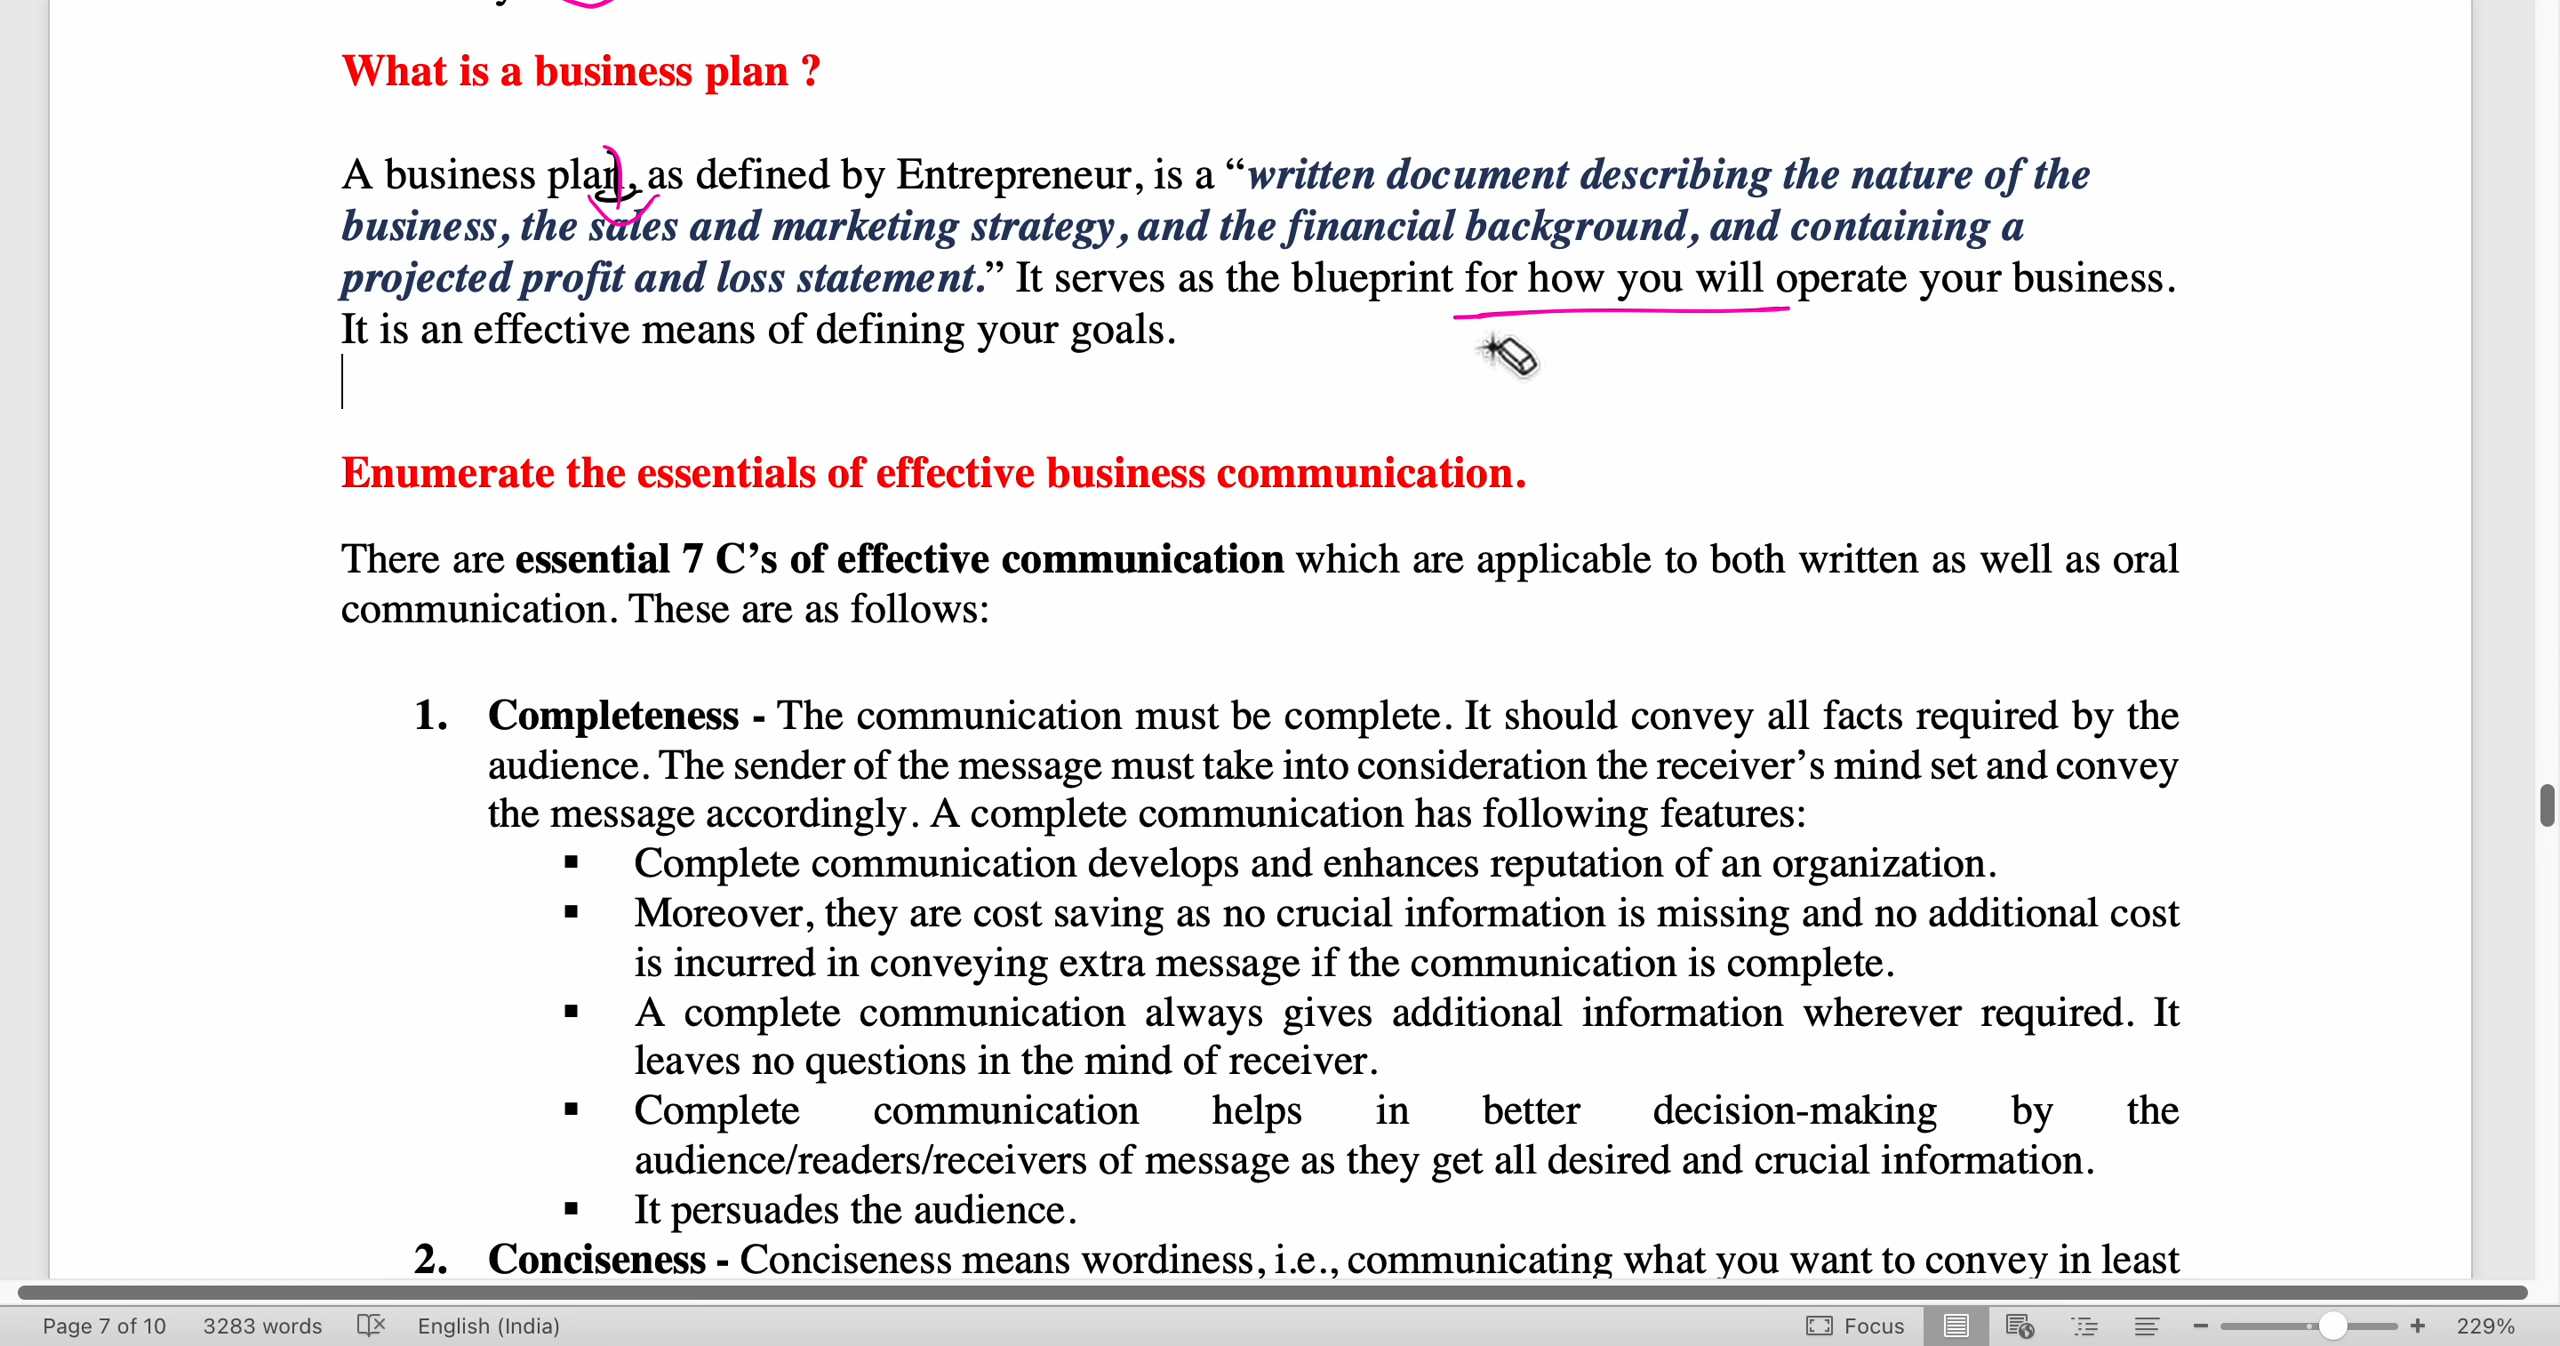 What is a business plan ?
A business plan, as defined by Entrepreneur, is a “written document describing the nature of the
business, the sales and marketing strategy, and the financial background, and containing a
projected profit and loss statement.” It serves as the blueprint for how you will operate your business.
It is an effective means of defining your goals.
Enumerate the essentials of effective business communication.
There are essential 7 C’s of effective communication which are applicable to both written as well as oral
communication. These are as follows:
1. Completeness - The communication must be complete. It should convey all facts required by the
audience. The sender of the message must take into consideration the receiver’s mind set and convey
the message accordingly. A complete communication has following features:
▪ Complete communication develops and enhances reputation of an organization.
▪ Moreover, they are cost saving as no crucial information is missing and no additional cost
is incurred in conveying extra message if the communication is complete.
▪ A complete communication always gives additional information wherever required. It
leaves no questions in the mind of receiver.
▪ Complete communication helps in better decision-making by the
audience/readers/receivers of message as they get all desired and crucial information.
▪ It persuades the audience.
2. Conciseness - Conciseness means wordiness, i.e., communicating what you want to convey in least
Page 7 of 10 3283 words English (India) Focus 229%